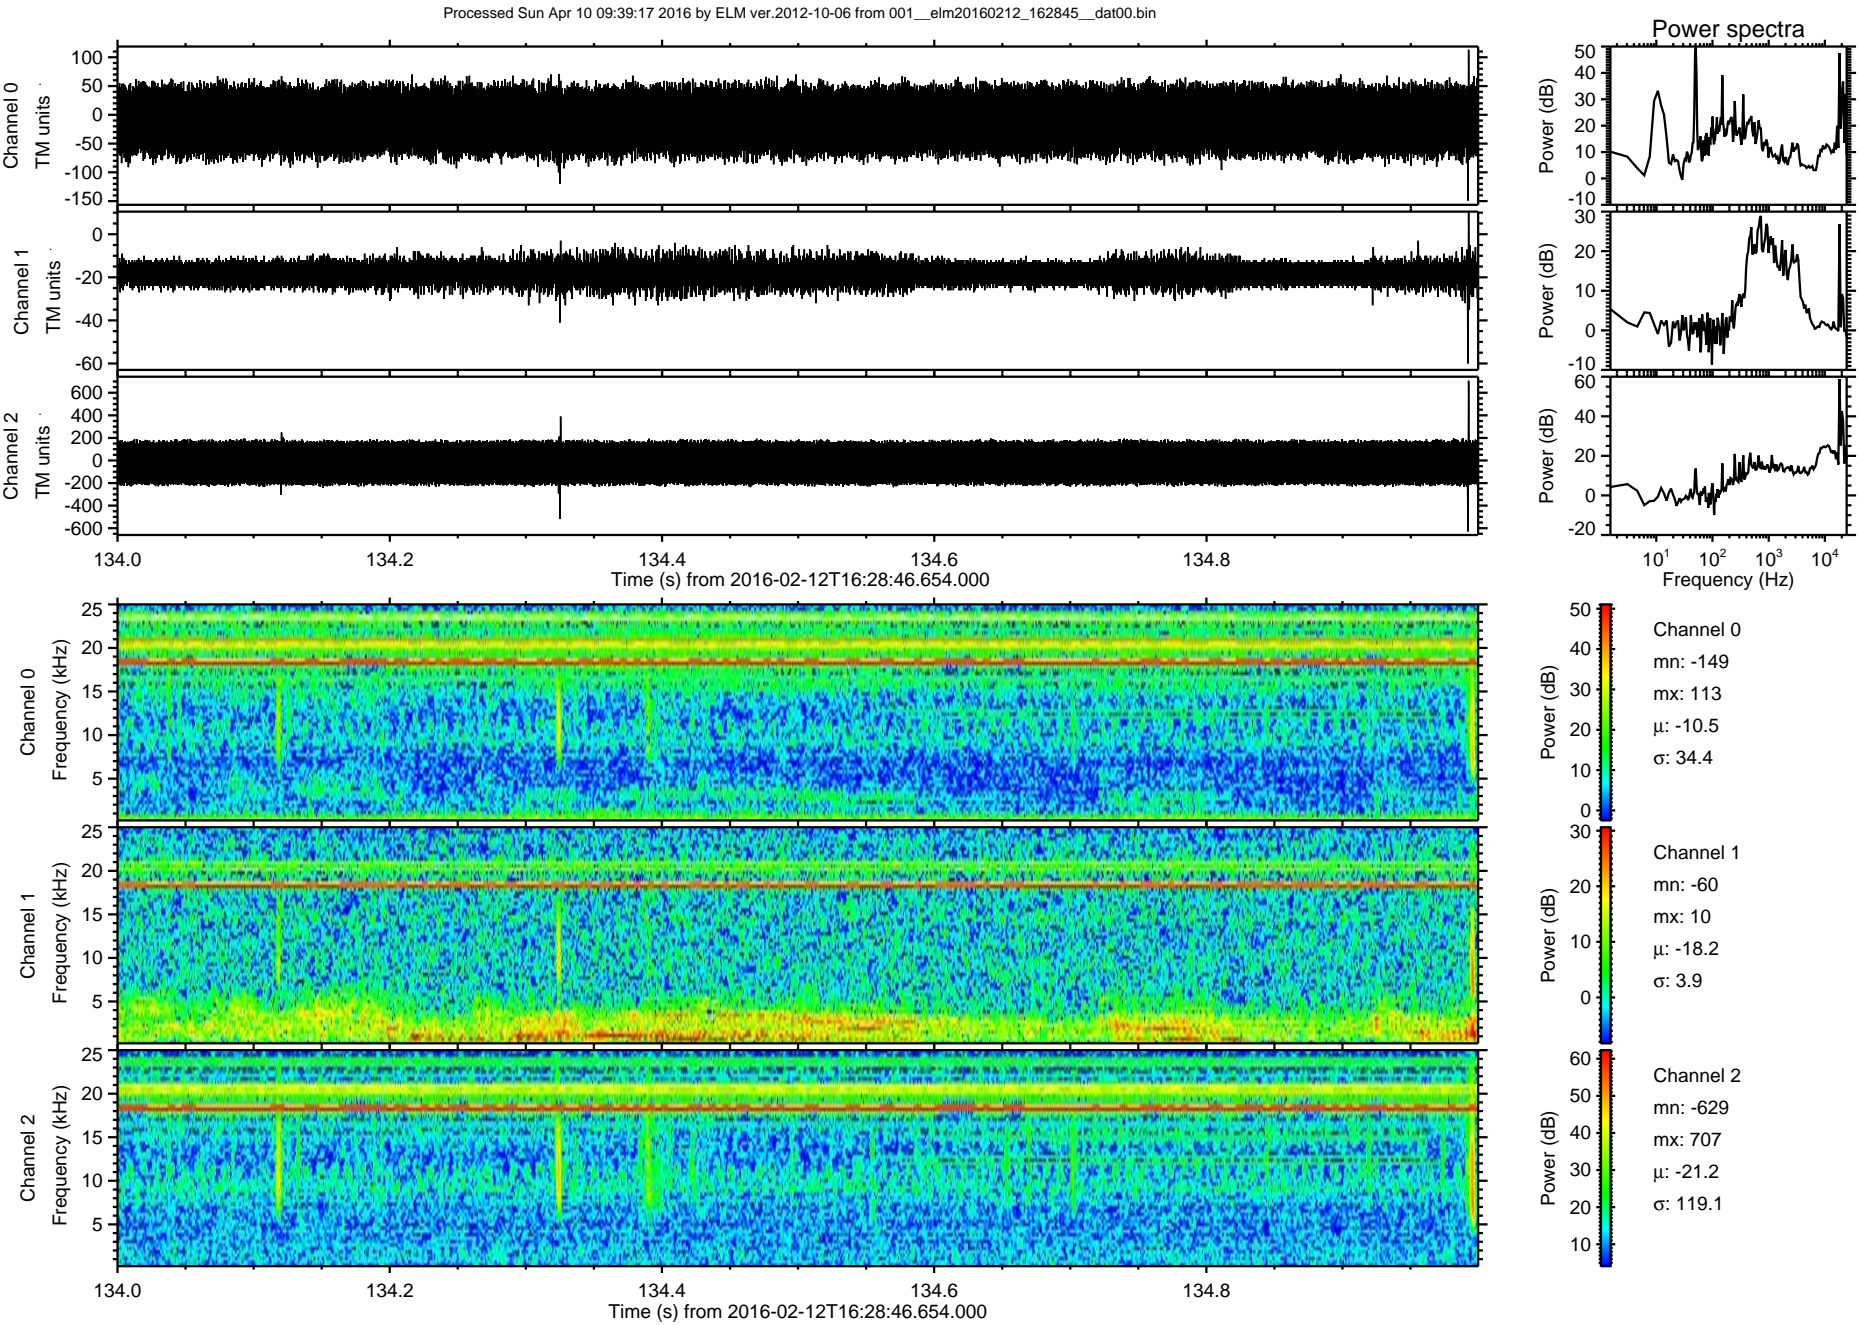 Processed Sun Apr 10 09:39:17 2016 by ELM ver.2012-10-06 from 001__elm20160212_162845__dat00.bin
Power spectra
Channel 0
TM units
100
50
0
-50
-100
-150
Power (dB)
50
40
30
20
10
0
-10
Channel 1
TM units
0
-20
-40
-60
Power (dB)
30
20
10
0
-10
Channel 2
TM units
600
400
200
0
-200
-400
-600
Power (dB)
60
40
20
0
-20
134.0 134.2 134.4 134.6 134.8
Time (s) from 2016-02-12T16:28:46.654.000
10^1 10^2 10^3 10^4
Frequency (Hz)
Channel 0
Frequency (kHz)
25
20
15
10
5
Power (dB)
50
40
30
20
10
0
Channel 0
mn: -149
mx: 113
μ: -10.5
σ: 34.4
Channel 1
Frequency (kHz)
25
20
15
10
5
Power (dB)
30
20
10
0
Channel 1
mn: -60
mx: 10
μ: -18.2
σ: 3.9
Channel 2
Frequency (kHz)
25
20
15
10
5
Power (dB)
60
50
40
30
20
10
Channel 2
mn: -629
mx: 707
μ: -21.2
σ: 119.1
134.0 134.2 134.4 134.6 134.8
Time (s) from 2016-02-12T16:28:46.654.000